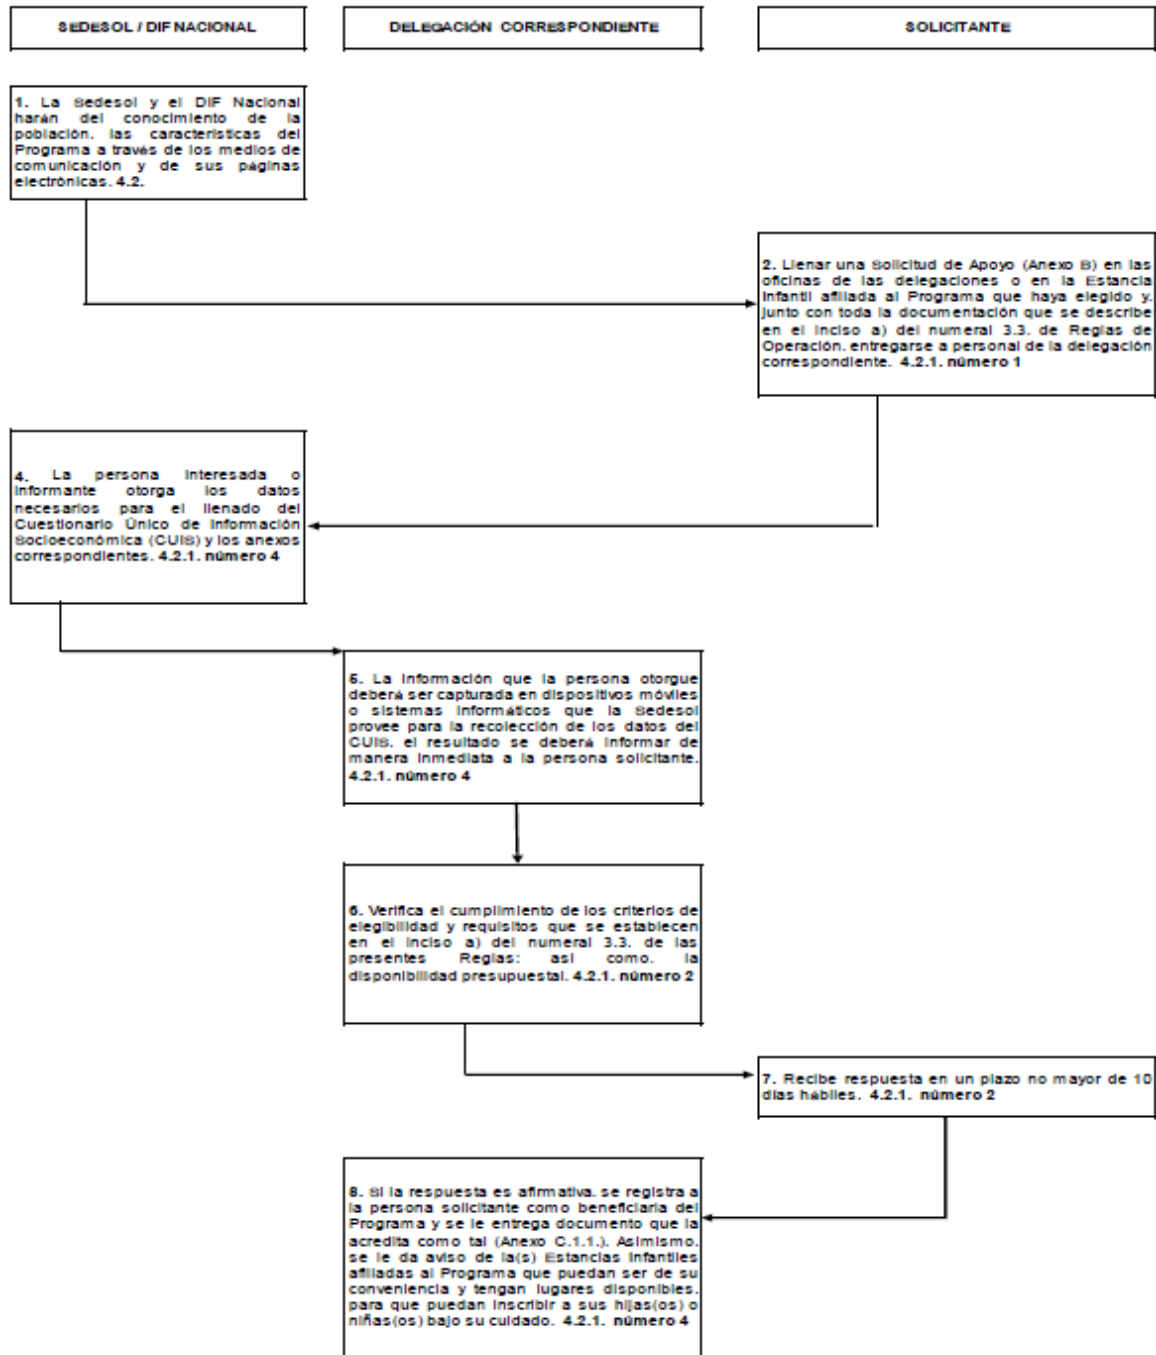 SEDESOL / DIF NACIONAL
DELEGACIÓN CORRESPONDIENTE
SOLICITANTE
1. La Sedesol y el DIF Nacional
harán del conocimiento de la
población. las características del
Programa a través de los medios de
comunicación y de sus páginas
electrónicas. 4.2.
2. Llenar una Solicitud de Apoyo (Anexo B) en las
oficinas de las delegaciones o en la Estancia
Infantil afiliada al Programa que haya elegido y.
junto con toda la documentación que se describe
en el inciso a) del numeral 3.3. de Reglas de
Operación. entregarse a personal de la delegación
correspondiente. 4.2.1. número 1
4. La persona interesada o
informante otorga los datos
necesarios para el llenado del
Cuestionario Único de Información
Socioeconómica (CUIS) y los anexos
correspondientes. 4.2.1. número 4
5. La información que la persona otorgue
deberá ser capturada en dispositivos móviles
o sistemas informáticos que la Sedesol
provee para la recolección de los datos del
CUIS. el resultado se deberá informar de
manera inmediata a la persona solicitante.
4.2.1. número 4
6. Verifica el cumplimiento de los criterios de
elegibilidad y requisitos que se establecen
en el inciso a) del numeral 3.3. de las
presentes Reglas: así como. la
disponibilidad presupuestal. 4.2.1. número 2
7. Recibe respuesta en un plazo no mayor de 10
días hábiles. 4.2.1. número 2
8. Si la respuesta es afirmativa. se registra a
la persona solicitante como beneficiaria del
Programa y se le entrega documento que la
acredita como tal (Anexo C.1.1.). Asimismo.
se le da aviso de la(s) Estancias Infantiles
afiliadas al Programa que puedan ser de su
conveniencia y tengan lugares disponibles.
para que puedan inscribir a sus hijas(os) o
niñas(os) bajo su cuidado. 4.2.1. número 4